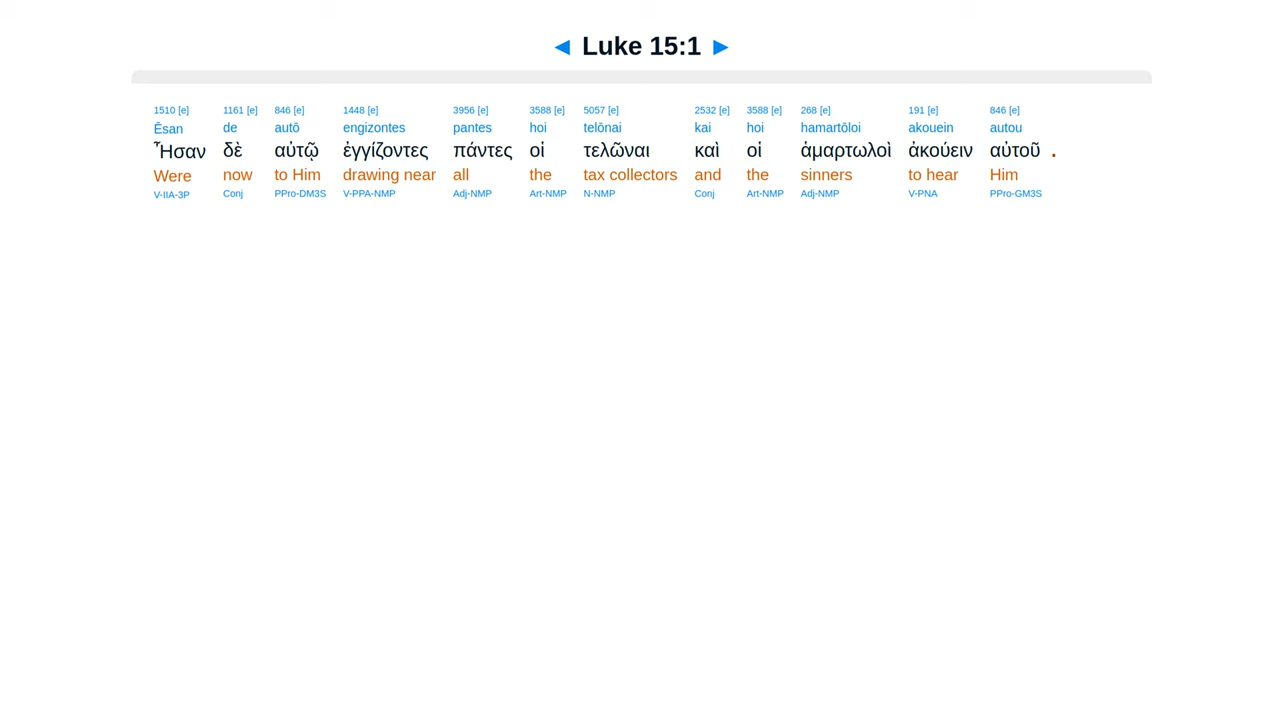 ◄ Luke 15:1 ►
1510 [e] 1161 [e] 846 [e] 1448 [e] 3956 [e] 3588 [e] 5057 [e] 2532 [e] 3588 [e] 268 [e] 191 [e] 846 [e]
Ēsan de autō engizontes pantes hoi telōnai kai hoi hamartōloi akouein autou
Ἦσαν δὲ αὐτῷ ἐγγίζοντες πάντες οἱ τελῶναι καὶ οἱ ἁμαρτωλοὶ ἀκούειν αὐτοῦ .
Were now to Him drawing near all the tax collectors and the sinners to hear Him
V-IIA-3P Conj PPro-DM3S V-PPA-NMP Adj-NMP Art-NMP N-NMP Conj Art-NMP Adj-NMP V-PNA PPro-GM3S